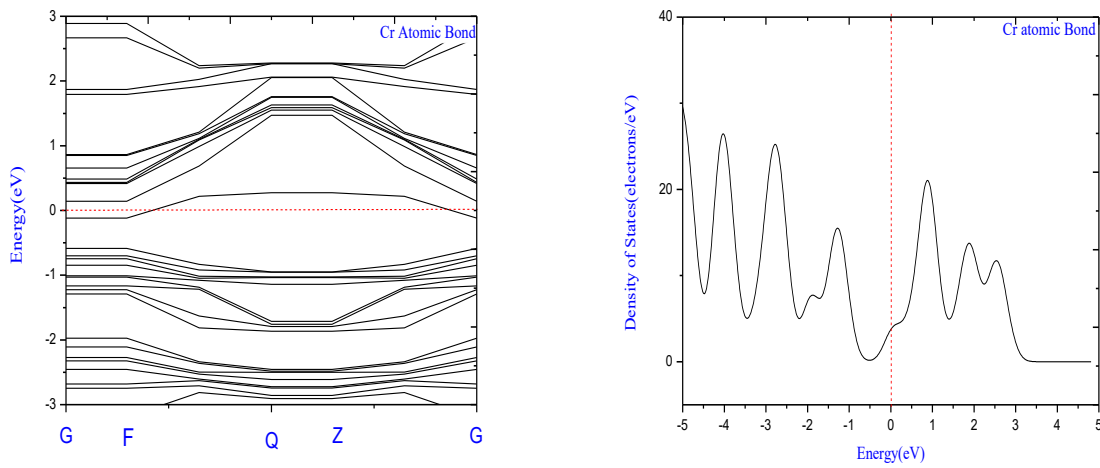 Cr Atomic Bond
Energy(eV)
3
2
1
0
-1
-2
-3
G F Q Z G
Cr atomic Bond
Density of States(electrons/eV)
40
20
0
-5 -4 -3 -2 -1 0 1 2 3 4 5
Energy(eV)